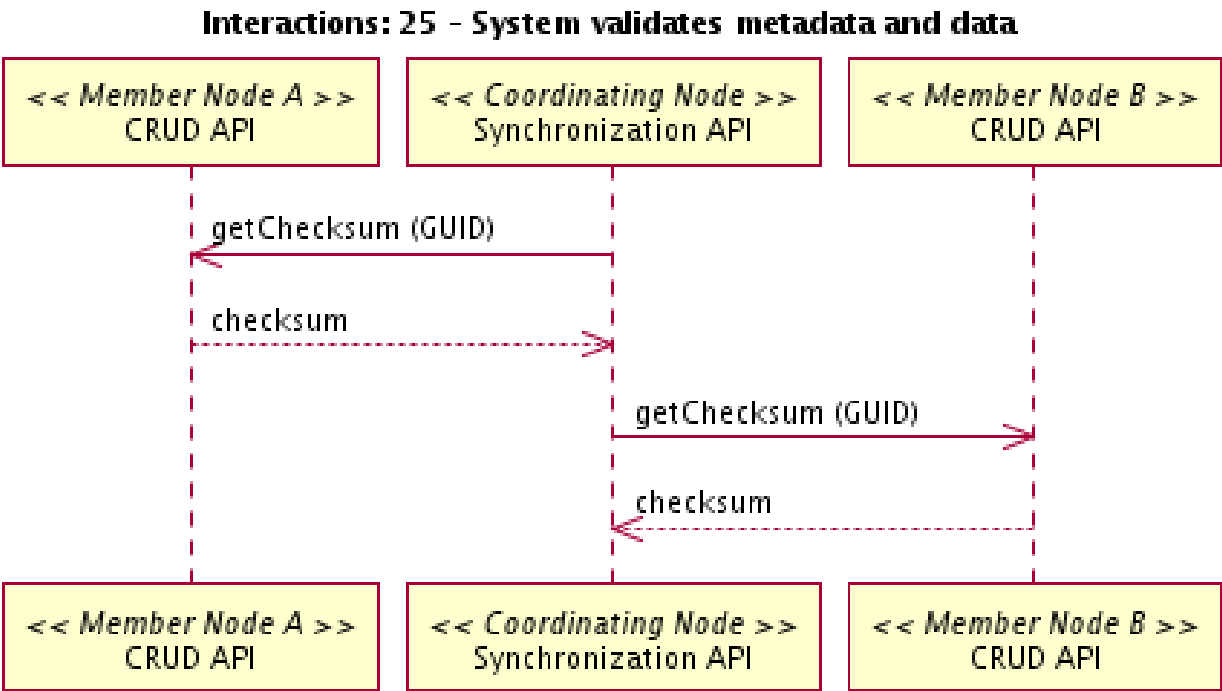 Interactions: 25 - System validates metadata and data
<< Member Node A >>
CRUD API
<< Coordinating Node >>
Synchronization API
<< Member Node B >>
CRUD API
getChecksum (GUID)
checksum
getChecksum (GUID)
checksum
<< Member Node A >>
CRUD API
<< Coordinating Node >>
Synchronization API
<< Member Node B >>
CRUD API